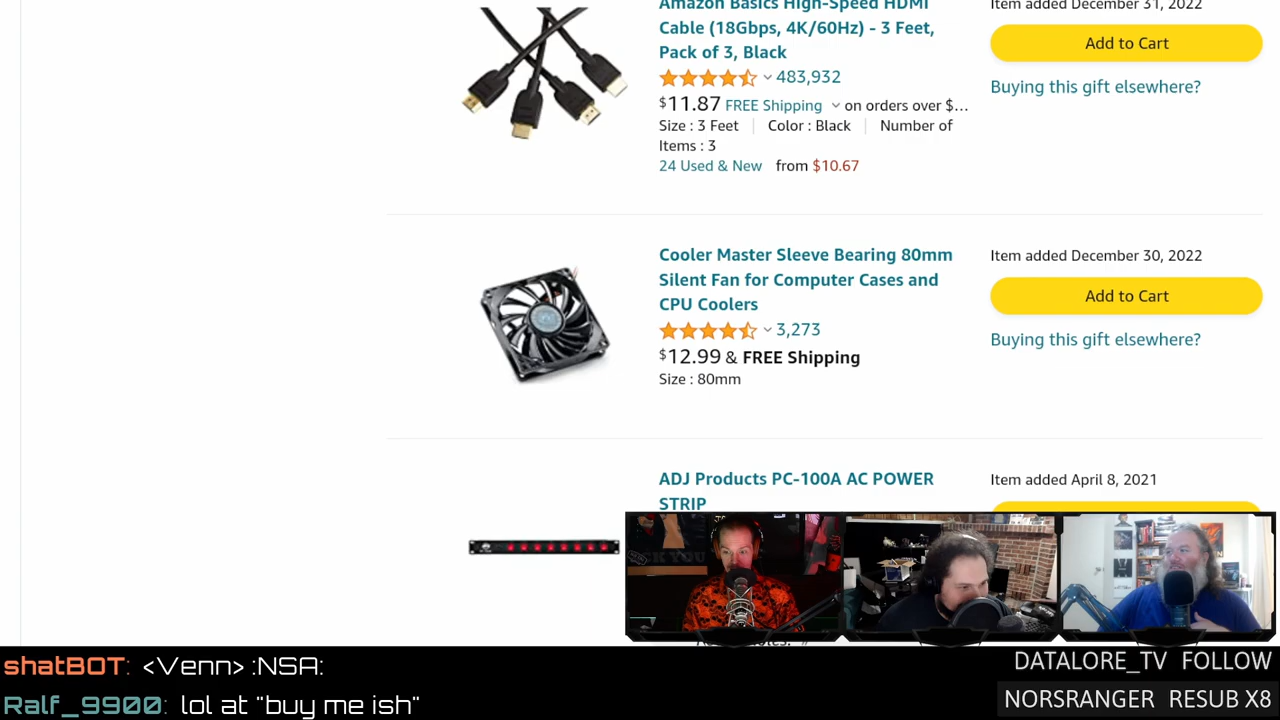 Amazon Basics High-Speed HDMI
Cable (18Gbps, 4K/60Hz) - 3 Feet,
Pack of 3, Black
483,932
$11.87 FREE Shipping on orders over $…
Size : 3 Feet | Color : Black | Number of
Items : 3
24 Used & New from $10.67
Item added December 31, 2022
Add to Cart
Buying this gift elsewhere?
Cooler Master Sleeve Bearing 80mm
Silent Fan for Computer Cases and
CPU Coolers
3,273
$12.99 & FREE Shipping
Size : 80mm
Item added December 30, 2022
Add to Cart
Buying this gift elsewhere?
ADJ Products PC-100A AC POWER
STRIP
Item added April 8, 2021
shatBOT: <Venn> :NSA:
Ralf_9900: lol at "buy me ish"
DATALORE_TV FOLLOW
NORSRANGER RESUB X8